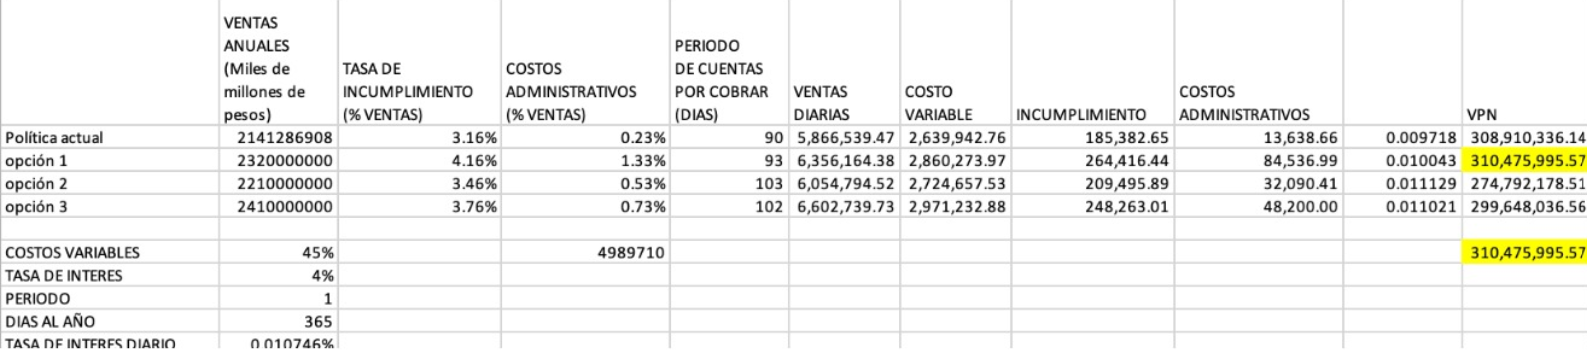 VENTAS ANUALES (Miles de millones de pesos) TASA DE INCUMPLIMIENTO (% VENTAS) COSTOS ADMINISTRATIVOS (% VENTAS) PERIODO DE CUENTAS POR COBRAR (DIAS) VENTAS DIARIAS COSTO VARIABLE INCUMPLIMIENTO COSTOS ADMINISTRATIVOS VPN
Política actual 2141286908 3.16% 0.23% 90 5,866,539.47 2,639,942.76 185,382.65 13,638.66 0.009718 308,910,336.14
opción 1 2320000000 4.16% 1.33% 93 6,356,164.38 2,860,273.97 264,416.44 84,536.99 0.010043 310,475,995.57
opción 2 2210000000 3.46% 0.53% 103 6,054,794.52 2,724,657.53 209,495.89 32,090.41 0.011129 274,792,178.51
opción 3 2410000000 3.76% 0.73% 102 6,602,739.73 2,971,232.88 248,263.01 48,200.00 0.011021 299,648,036.56
COSTOS VARIABLES 45% 4989710 310,475,995.57
TASA DE INTERES 4%
PERIODO 1
DIAS AL AÑO 365
TASA DE INTERES DIARIO 0.010746%